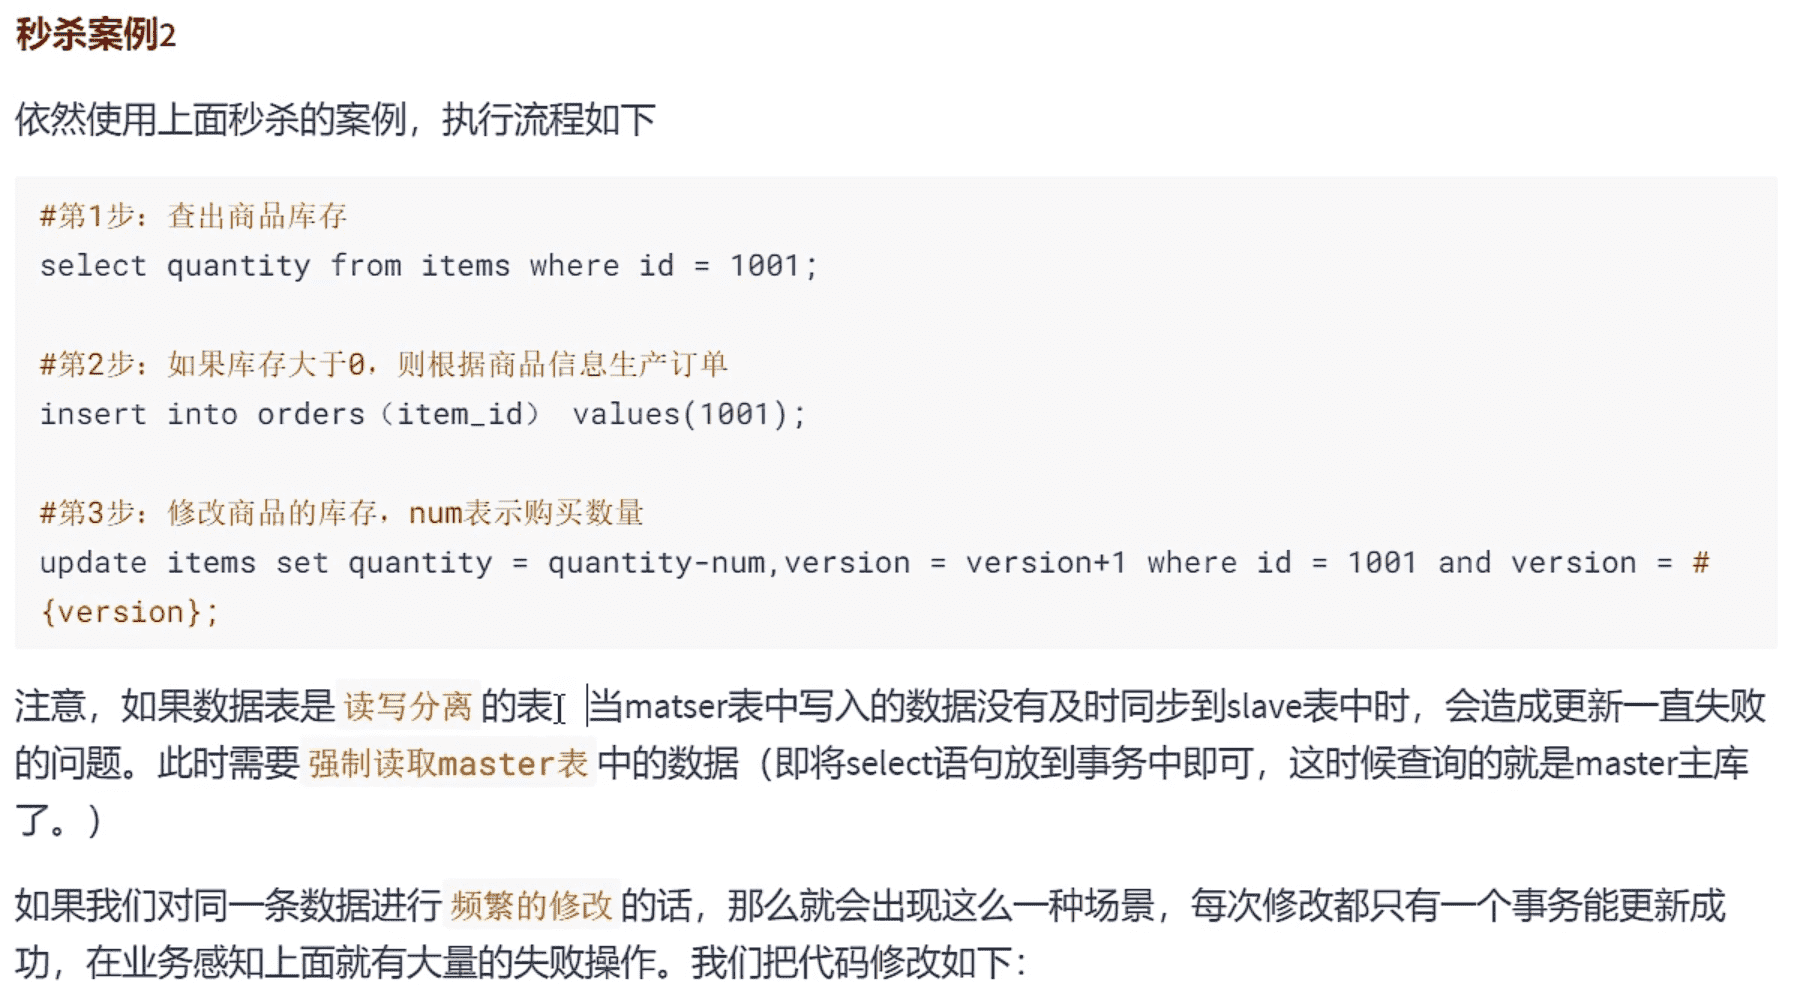 秒杀案例2
依然使用上面秒杀的案例，执行流程如下
#第1步：查出商品库存
select quantity from items where id = 1001;
#第2步：如果库存大于0，则根据商品信息生产订单
insert into orders（item_id） values(1001);
#第3步：修改商品的库存，num表示购买数量
update items set quantity = quantity-num,version = version+1 where id = 1001 and version = #
{version};
注意，如果数据表是 读写分离 的表， 当matser表中写入的数据没有及时同步到slave表中时，会造成更新一直失败
的问题。此时需要 强制读取master表 中的数据（即将select语句放到事务中即可，这时候查询的就是master主库
了。）
如果我们对同一条数据进行 频繁的修改 的话，那么就会出现这么一种场景，每次修改都只有一个事务能更新成
功，在业务感知上面就有大量的失败操作。我们把代码修改如下：